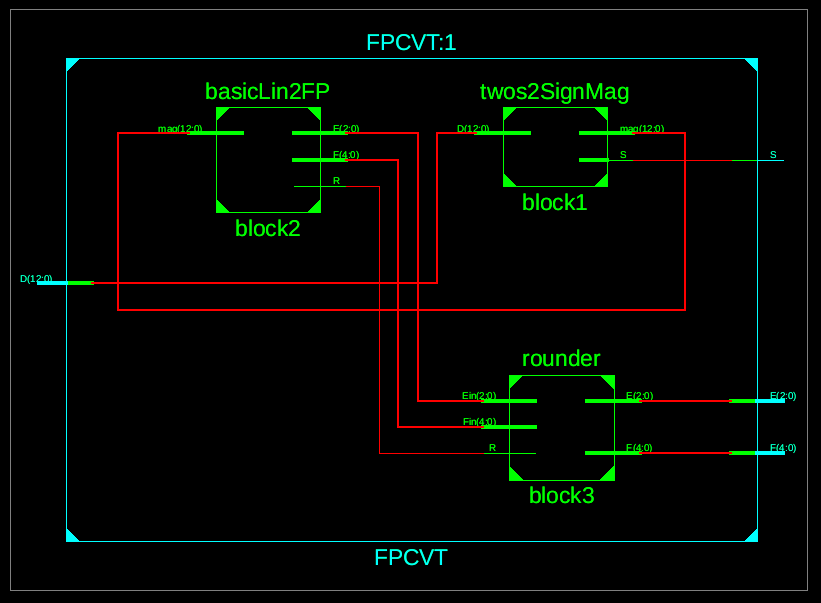 FPCVT:1
basicLin2FP
twos2SignMag
mag(12:0)
E(2:0)
D(12:0)
mag(12:0)
F(4:0)
S
S
R
block1
block2
D(12:0)
rounder
Ein(2:0)
E(2:0)
E(2:0)
Fin(4:0)
R
F(4:0)
F(4:0)
block3
FPCVT